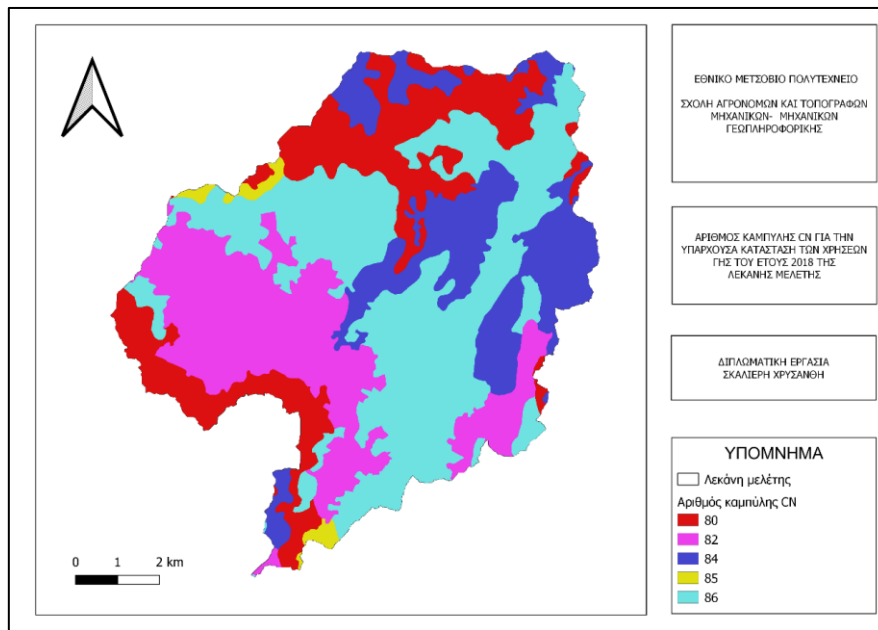 ΕΘΝΙΚΟ ΜΕΤΣΟΒΙΟ ΠΟΛΥΤΕΧΝΕΙΟ
ΣΧΟΛΗ ΑΓΡΟΝΟΜΩΝ ΚΑΙ ΤΟΠΟΓΡΑΦΩΝ
ΜΗΧΑΝΙΚΩΝ- ΜΗΧΑΝΙΚΩΝ
ΓΕΩΠΛΗΡΟΦΟΡΙΚΗΣ
ΑΡΙΘΜΟΣ ΚΑΜΠΥΛΗΣ CN ΓΙΑ ΤΗΝ
ΥΠΑΡΧΟΥΣΑ ΚΑΤΑΣΤΑΣΗ ΤΩΝ ΧΡΗΣΕΩΝ
ΓΗΣ ΤΟΥ ΕΤΟΥΣ 2018 ΤΗΣ
ΛΕΚΑΝΗΣ ΜΕΛΕΤΗΣ
ΔΙΠΛΩΜΑΤΙΚΗ ΕΡΓΑΣΙΑ
ΣΚΑΛΙΕΡΗ ΧΡΥΣΑΝΘΗ
ΥΠΟΜΝΗΜΑ
Λεκάνη μελέτης
Αριθμός καμπύλης CN
80
82
84
85
86
0 1 2 km